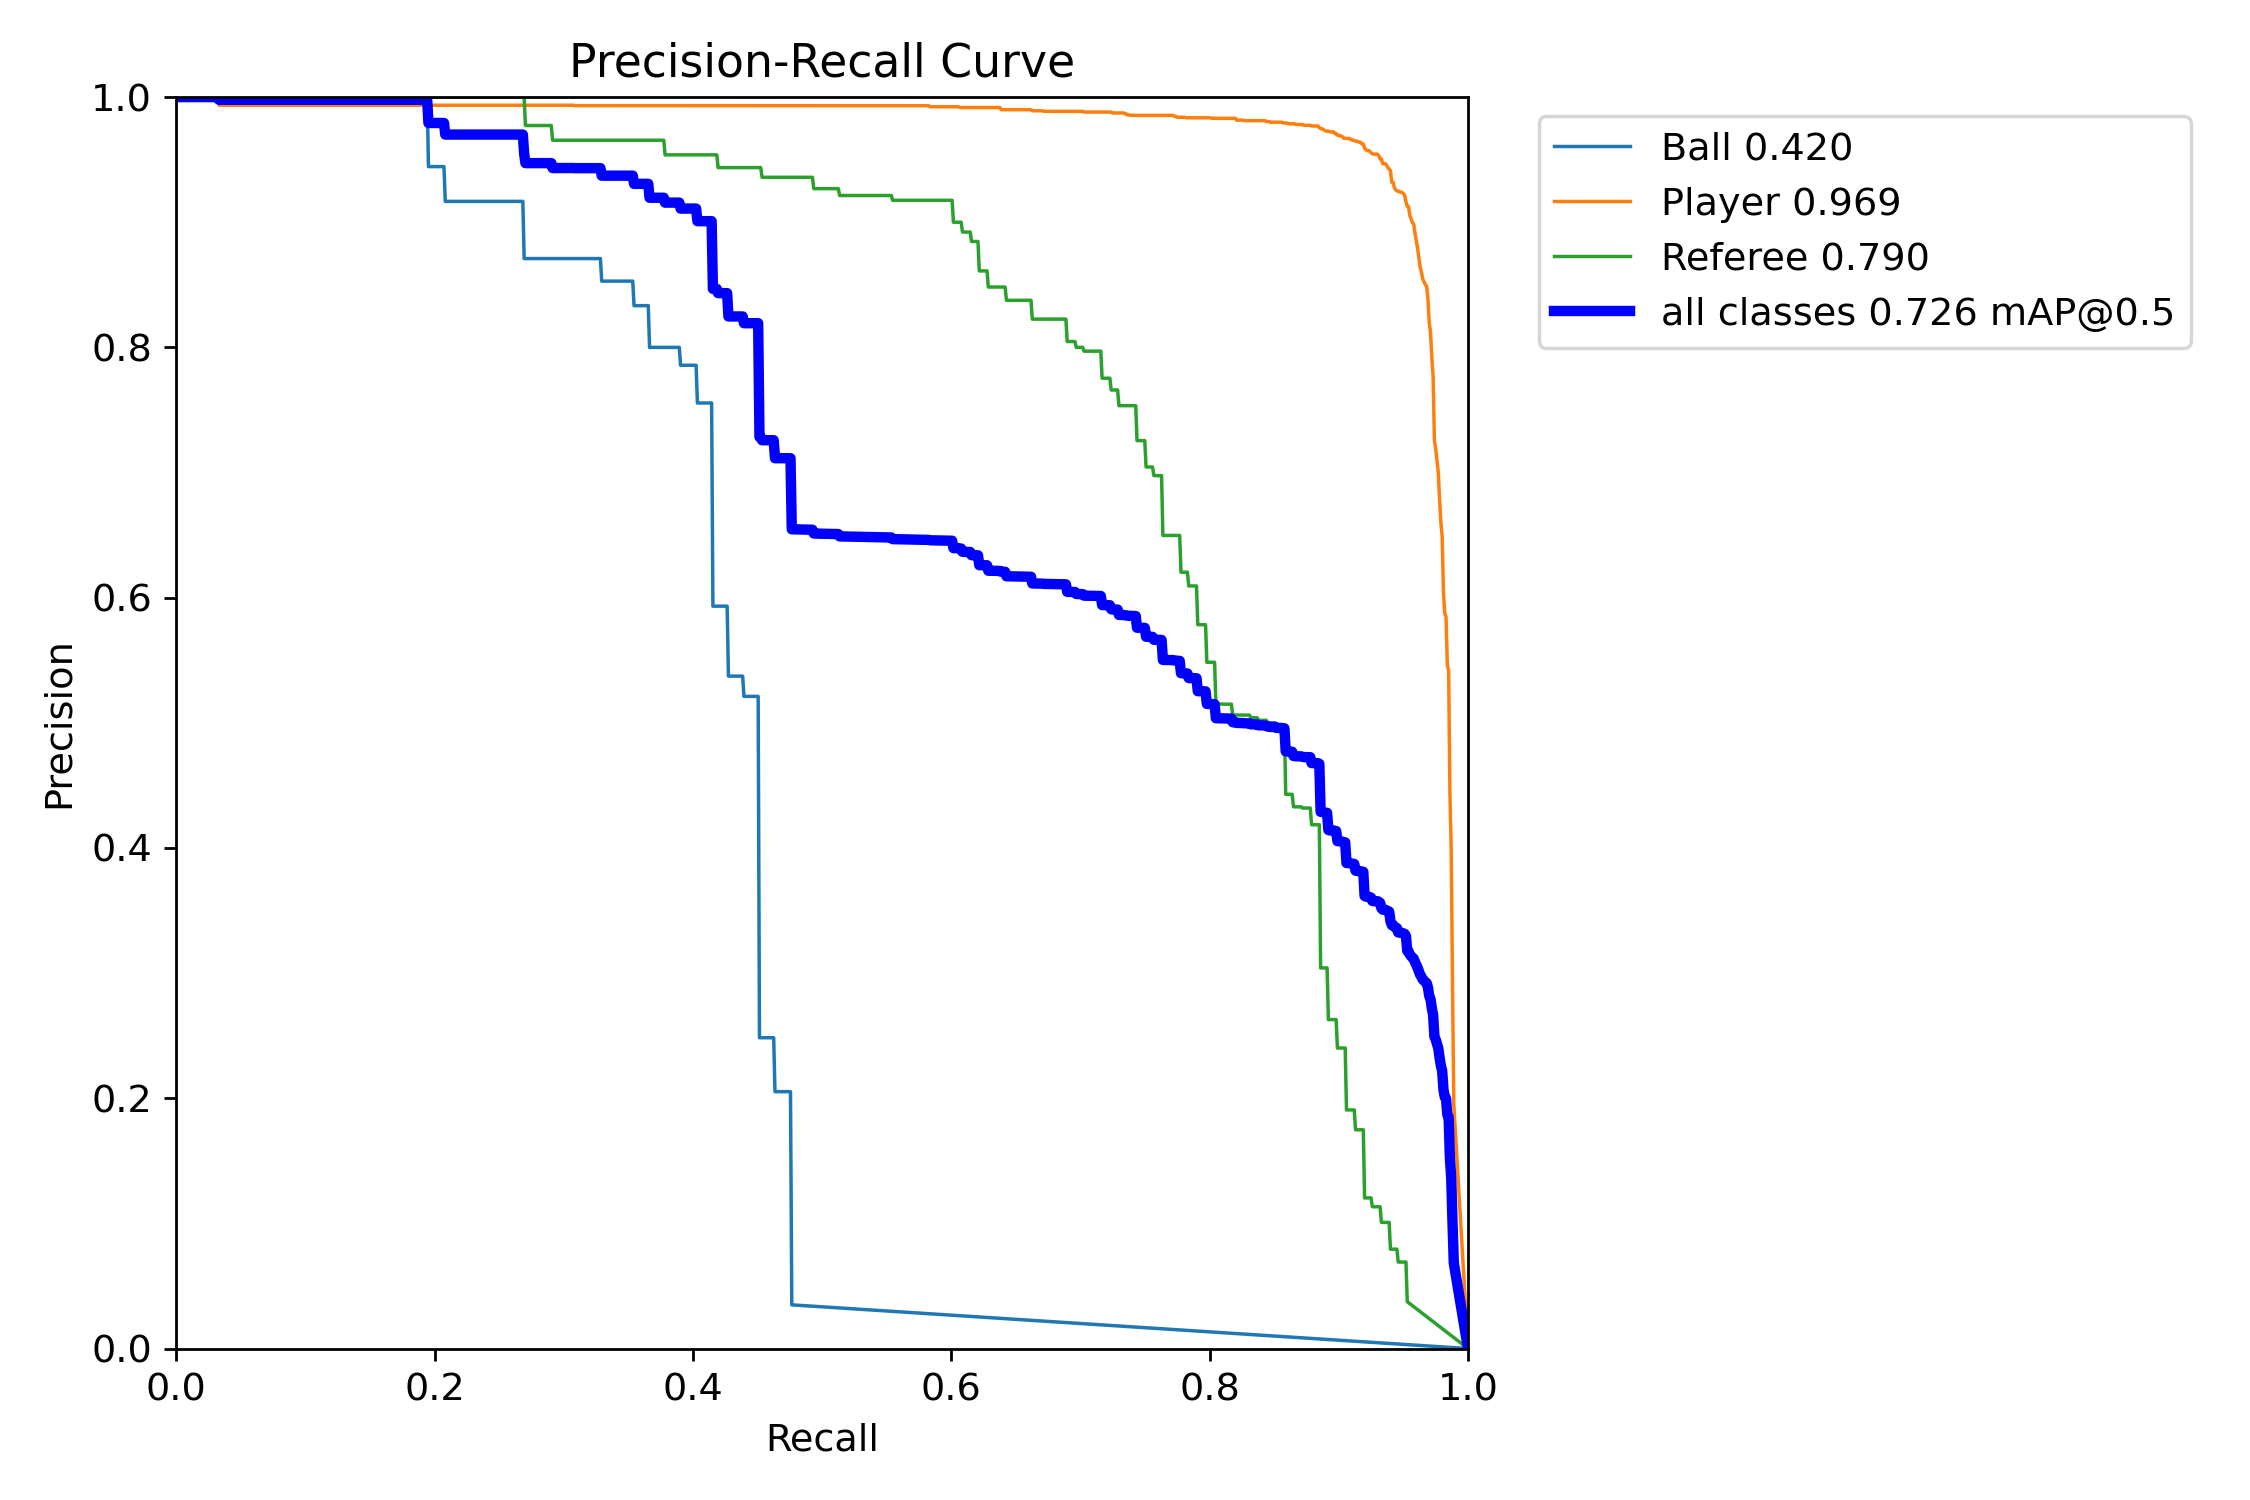 Precision-Recall Curve
1.0
0.8
0.6
0.4
0.2
0.0
Precision
0.0 0.2 0.4 0.6 0.8 1.0
Recall
Ball 0.420
Player 0.969
Referee 0.790
all classes 0.726 mAP@0.5